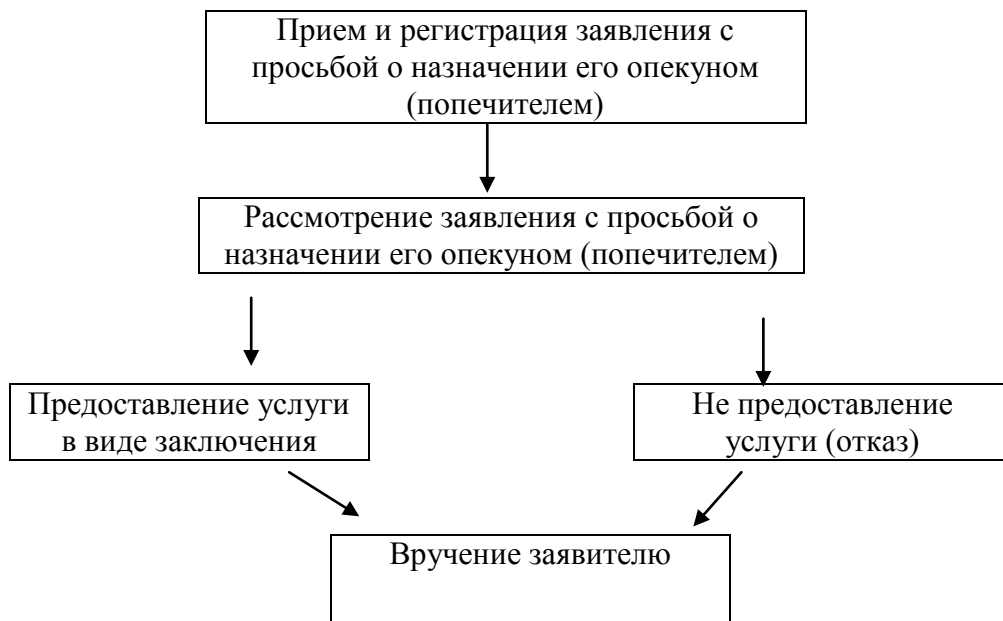 Прием и регистрация заявления с
просьбой о назначении его опекуном
(попечителем)
Рассмотрение заявления с просьбой о
назначении его опекуном (попечителем)
Предоставление услуги
в виде заключения
Не предоставление
услуги (отказ)
Вручение заявителю